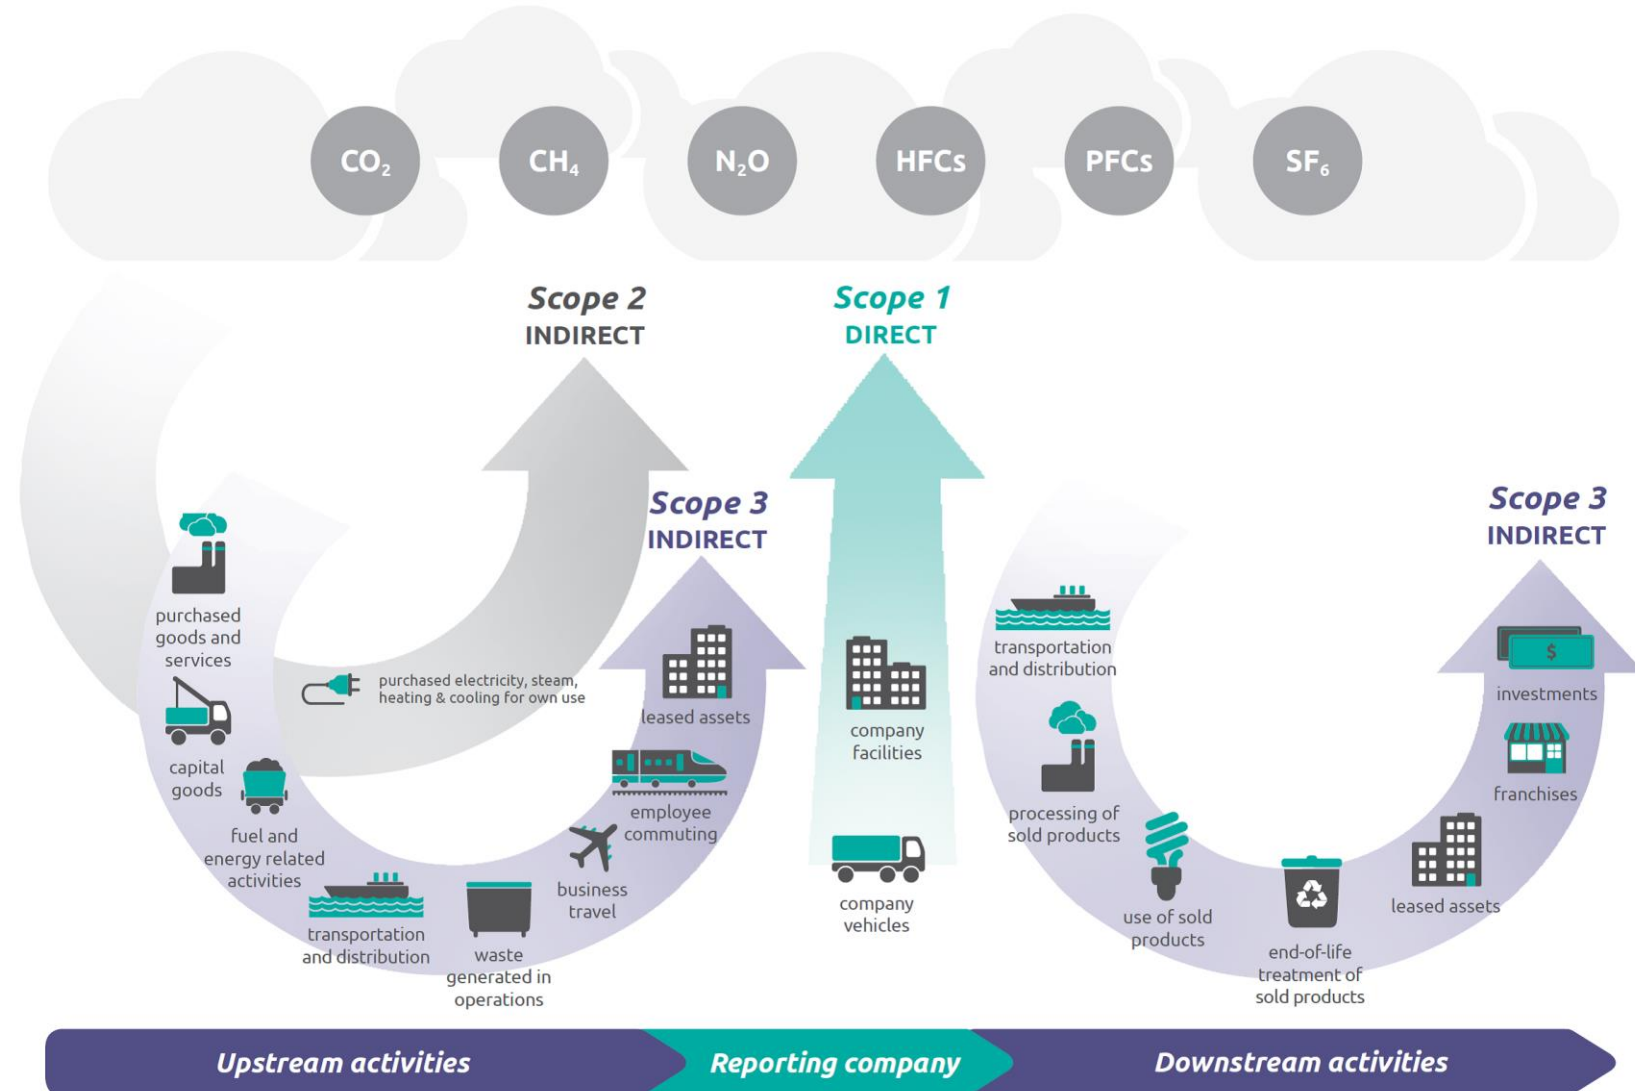 CO₂
CH₄
N₂O
HFCs
PFCs
SF₆
Scope 2
INDIRECT
Scope 1
DIRECT
Scope 3
INDIRECT
Scope 3
INDIRECT
purchased
goods and
services
capital
goods
fuel and
energy related
activities
transportation
and distribution
waste
generated in
operations
business
travel
employee
commuting
leased assets
purchased electricity, steam,
heating & cooling for own use
company
facilities
company
vehicles
transportation
and distribution
processing of
sold products
use of sold
products
end-of-life
treatment of
sold products
leased assets
franchises
$
investments
Upstream activities
Reporting company
Downstream activities